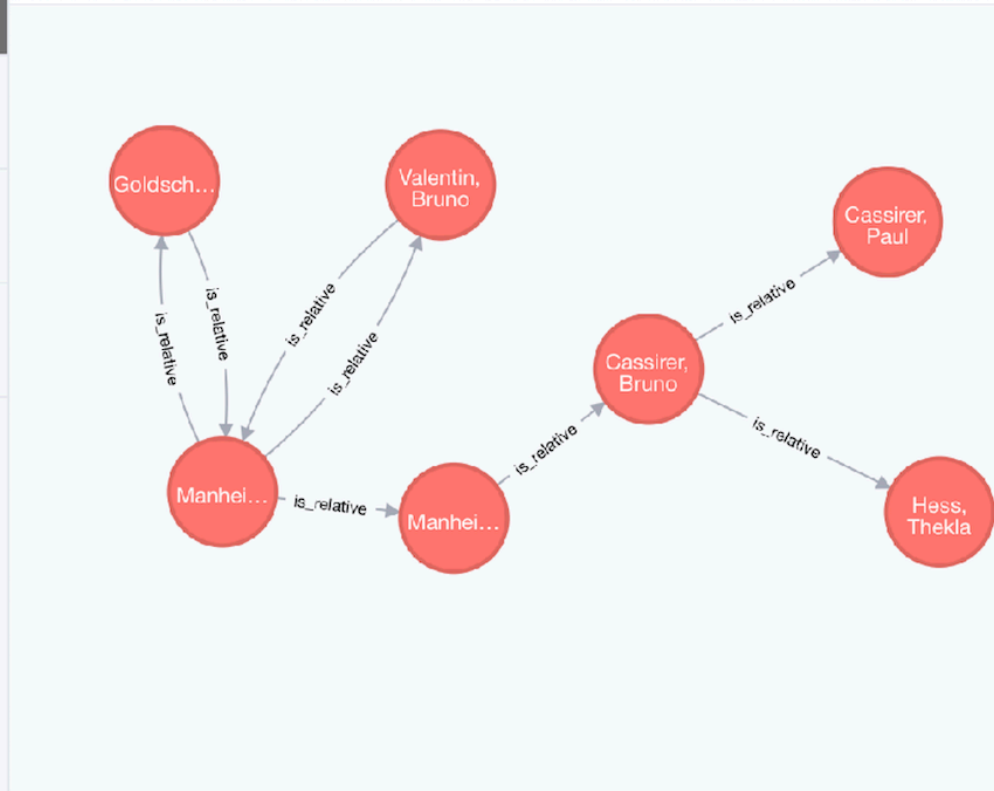 Goldsch...
Valentin,
Bruno
Cassirer,
Paul
is_relative
is_relative
is_relative
is_relative
is_relative
Cassirer,
Bruno
is_relative
is_relative
Manhei...
is_relative
Manhei...
Hess,
Thekla